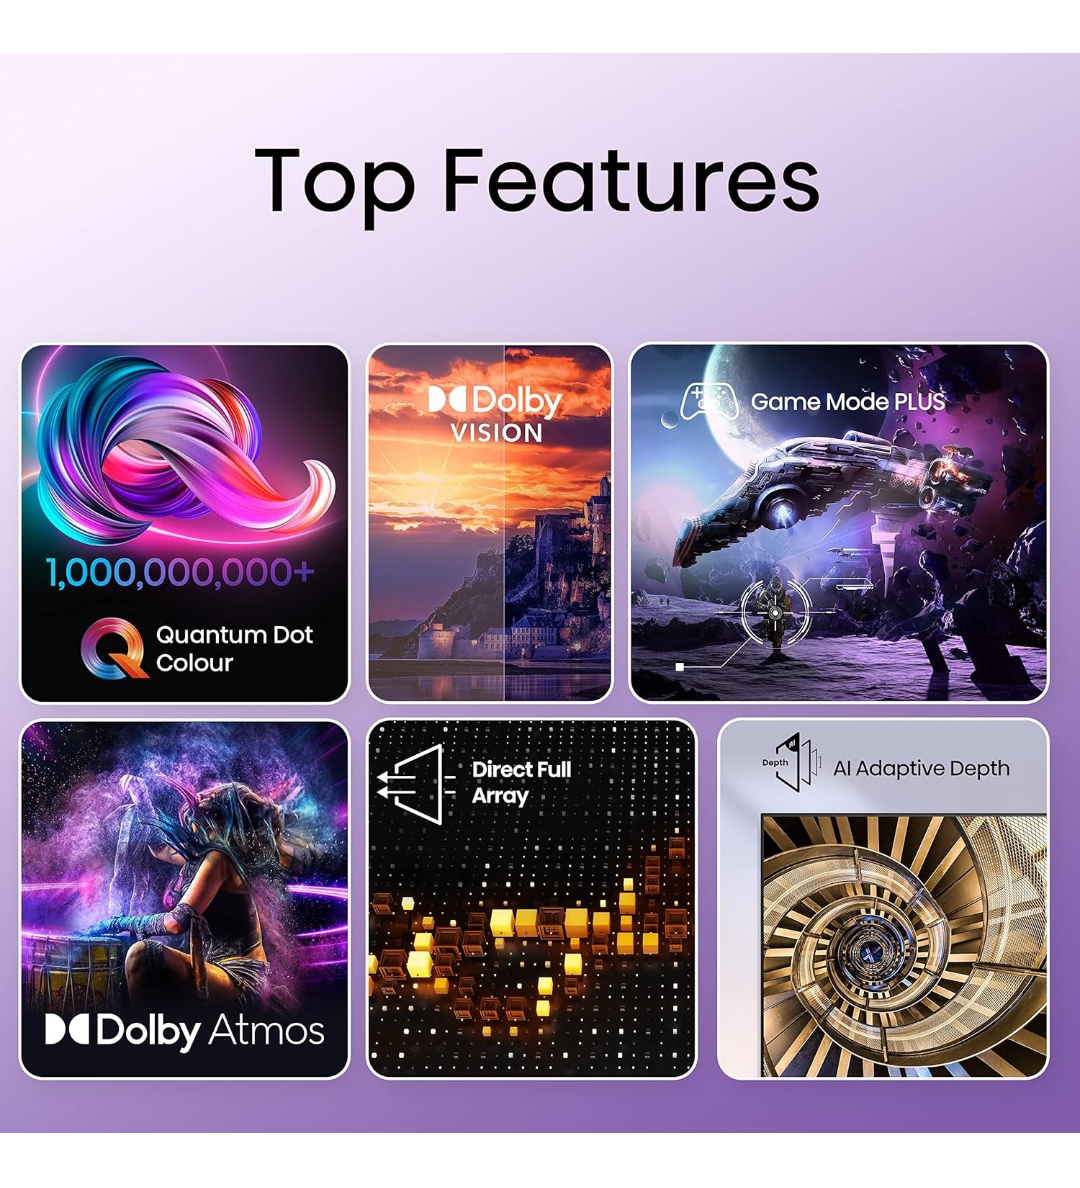 Top Features
1,000,000,000+
Quantum Dot
Colour
Dolby
VISION
Game Mode PLUS
Dolby Atmos
Direct Full
Array
AI
Depth
AI Adaptive Depth